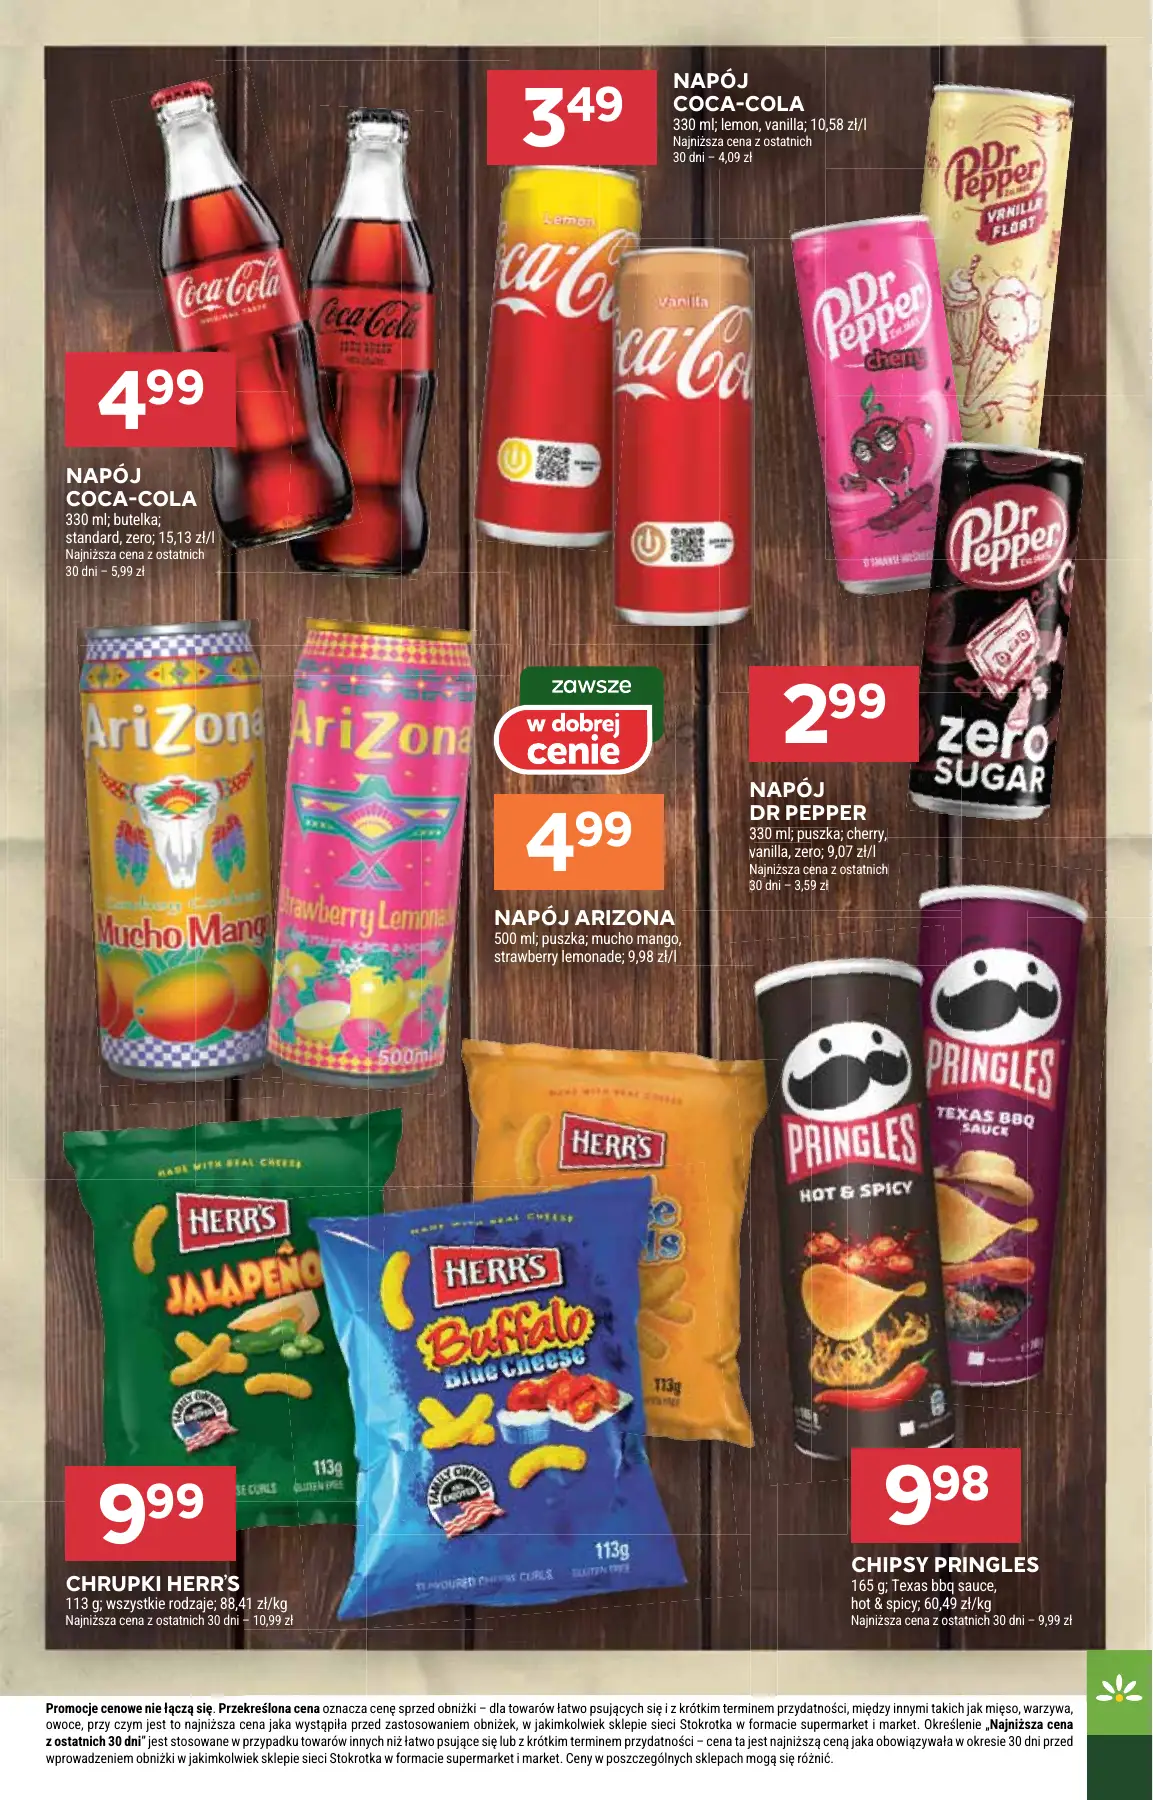 3 49
NAPÓJ
COCA-COLA
330 ml; lemon, vanilla; 10,58 zł/l
Najniższa cena z ostatnich
30 dni – 4,09 zł
Coca-Cola
ORIGINAL TASTE
Coca-Cola
Lemon
Coca-Co
Vanilla
Coca-Co
Dr
Pepper
VANILLA
FLOAT
Dr
Pepper
cherry
Dr
Pepper
zero
SUGAR
4 99
NAPÓJ
COCA-COLA
330 ml; butelka;
standard, zero; 15,13 zł/l
Najniższa cena z ostatnich
30 dni – 5,99 zł
AriZona
Mucho Mango
AriZona
Strawberry Lemonade
500ml
zawsze
w dobrej
cenie
4 99
NAPÓJ ARIZONA
500 ml; puszka; mucho mango,
strawberry lemonade; 9,98 zł/l
2 99
NAPÓJ
DR PEPPER
330 ml; puszka; cherry,
vanilla, zero; 9,07 zł/l
Najniższa cena z ostatnich
30 dni – 3,59 zł
MADE WITH REAL CHEESE
HERR'S
JALAPEÑO
113g
MADE WITH REAL CHEESE
HERR'S
Buffalo
Blue Cheese
FAMILY OWNED
113g
FLAVOURED CHEESE CURLS
GLUTEN FREE
MADE WITH REAL CHEESE
HERR'S
113g
PRINGLES
HOT & SPICY
PRINGLES
TEXAS BBQ
SAUCE
9 99
CHRUPKI HERR'S
113 g; wszystkie rodzaje; 88,41 zł/kg
Najniższa cena z ostatnich 30 dni – 10,99 zł
9 98
CHIPSY PRINGLES
165 g; Texas bbq sauce,
hot & spicy; 60,49 zł/kg
Najniższa cena z ostatnich 30 dni – 9,99 zł
Promocje cenowe nie łączą się. Przekreślona cena oznacza cenę sprzed obniżki – dla towarów łatwo psujących się i z krótkim terminem przydatności, między innymi takich jak mięso, warzywa,
owoce, przy czym jest to najniższa cena jaka wystąpiła przed zastosowaniem obniżek, w jakimkolwiek sklepie sieci Stokrotka w formacie supermarket i market. Określenie „Najniższa cena
z ostatnich 30 dni" jest stosowane w przypadku towarów innych niż łatwo psujące się lub z krótkim terminem przydatności – cena ta jest najniższą ceną jaka obowiązywała w okresie 30 dni przed
wprowadzeniem obniżki w jakimkolwiek sklepie sieci Stokrotka w formacie supermarket i market. Ceny w poszczególnych sklepach mogą się różnić.